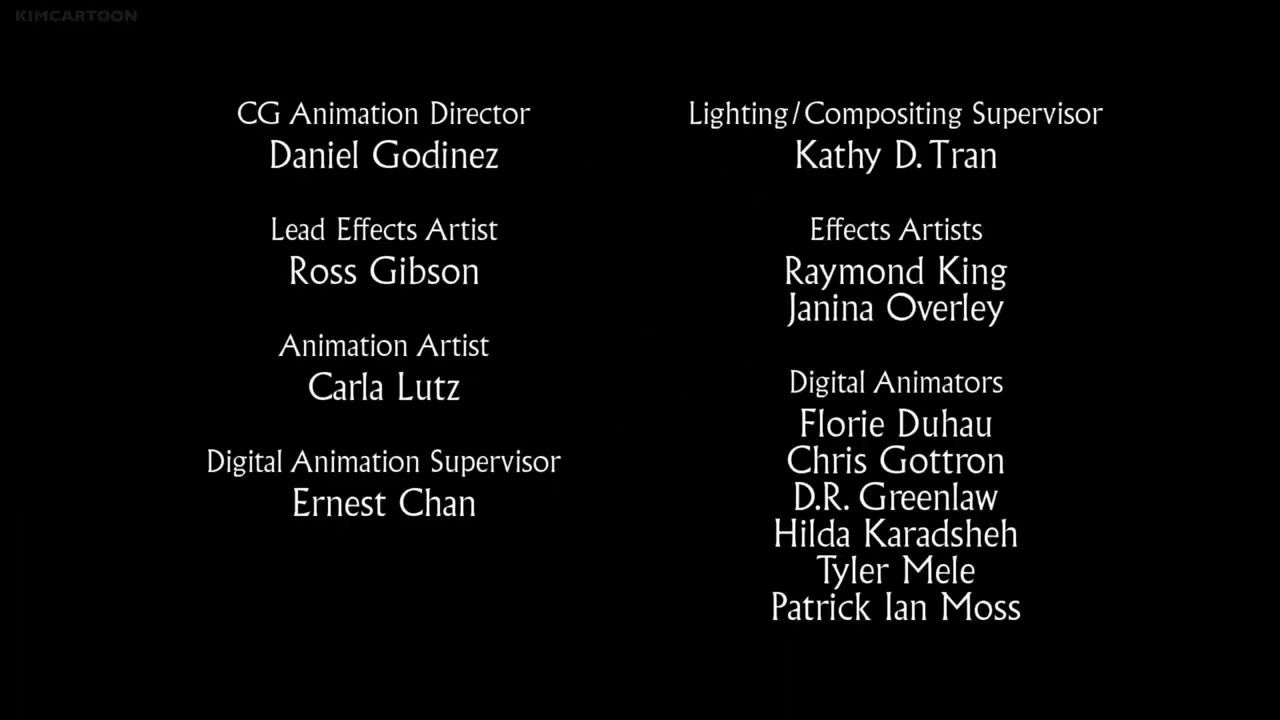 KIMCARTOON
CG Animation Director
Daniel Godinez
Lead Effects Artist
Ross Gibson
Animation Artist
Carla Lutz
Digital Animation Supervisor
Ernest Chan
Lighting/Compositing Supervisor
Kathy D. Tran
Effects Artists
Raymond King
Janina Overley
Digital Animators
Florie Duhau
Chris Gottron
D.R. Greenlaw
Hilda Karadsheh
Tyler Mele
Patrick Ian Moss